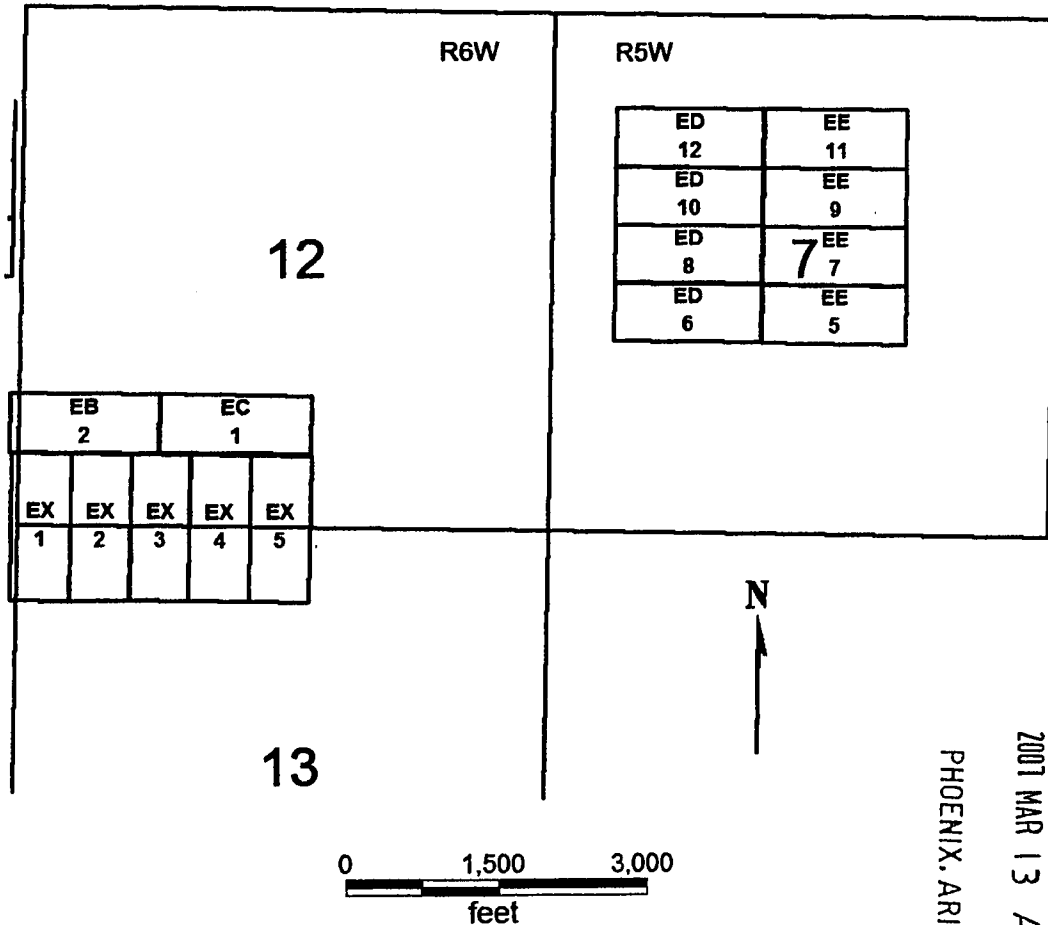 R6W R5W
ED EE
12 11
ED EE
10 9
12
ED 7 EE
8 7
ED EE
6 5
EB EC
2 1
EX EX EX EX EX
1 2 3 4 5
N
13
0 1,500 3,000
feet
2007 MAR 13 A
PHOENIX, ARI